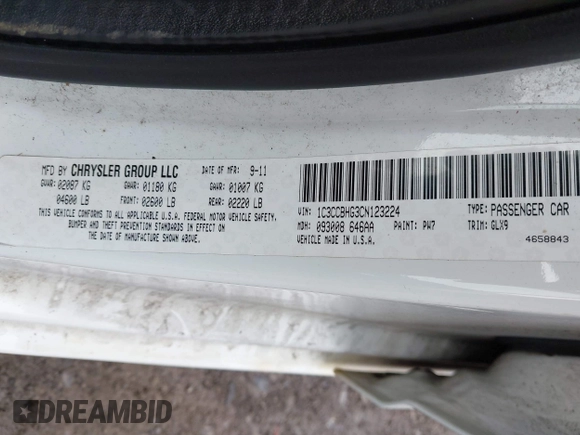 MFD BY CHRYSLER GROUP LLC DATE OF MFR 9-11
GVWR: 02087 KG GAWR: 01180 KG GAWR: 01007 KG
04600 LB FRONT: 02600 LB REAR: 02220 LB
THIS VEHICLE CONFORMS TO ALL APPLICABLE U.S.A. FEDERAL MOTOR VEHICLE SAFETY,
BUMPER AND THEFT PREVENTION STANDARDS IN EFFECT ON
THE DATE OF MANUFACTURE SHOWN ABOVE.
VIN: 1C3CCBHG3CN123224 TYPE: PASSENGER CAR
MDH: 093008 646AA PAINT: PW7 TRIM: GLX9
VEHICLE MADE IN U.S.A. 4658843
DREAMBID